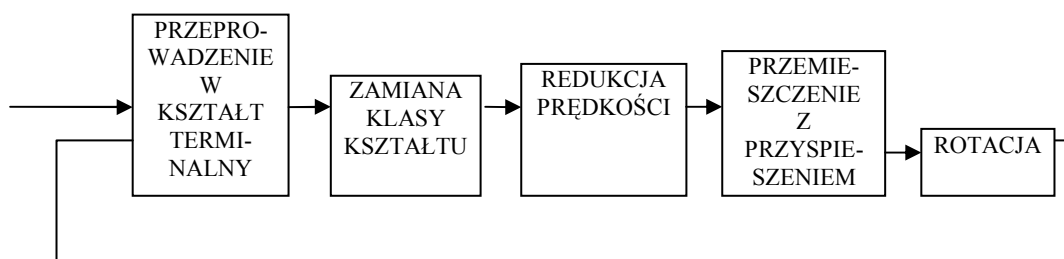 PRZEPRO-
WADZENIE
W
KSZTAŁT
TERMI-
NALNY
ZAMIANA
KLASY
KSZTAŁTU
REDUKCJA
PRĘDKOŚCI
PRZEMIE-
SZCZENIE
Z
PRZYSPIE-
SZENIEM
ROTACJA